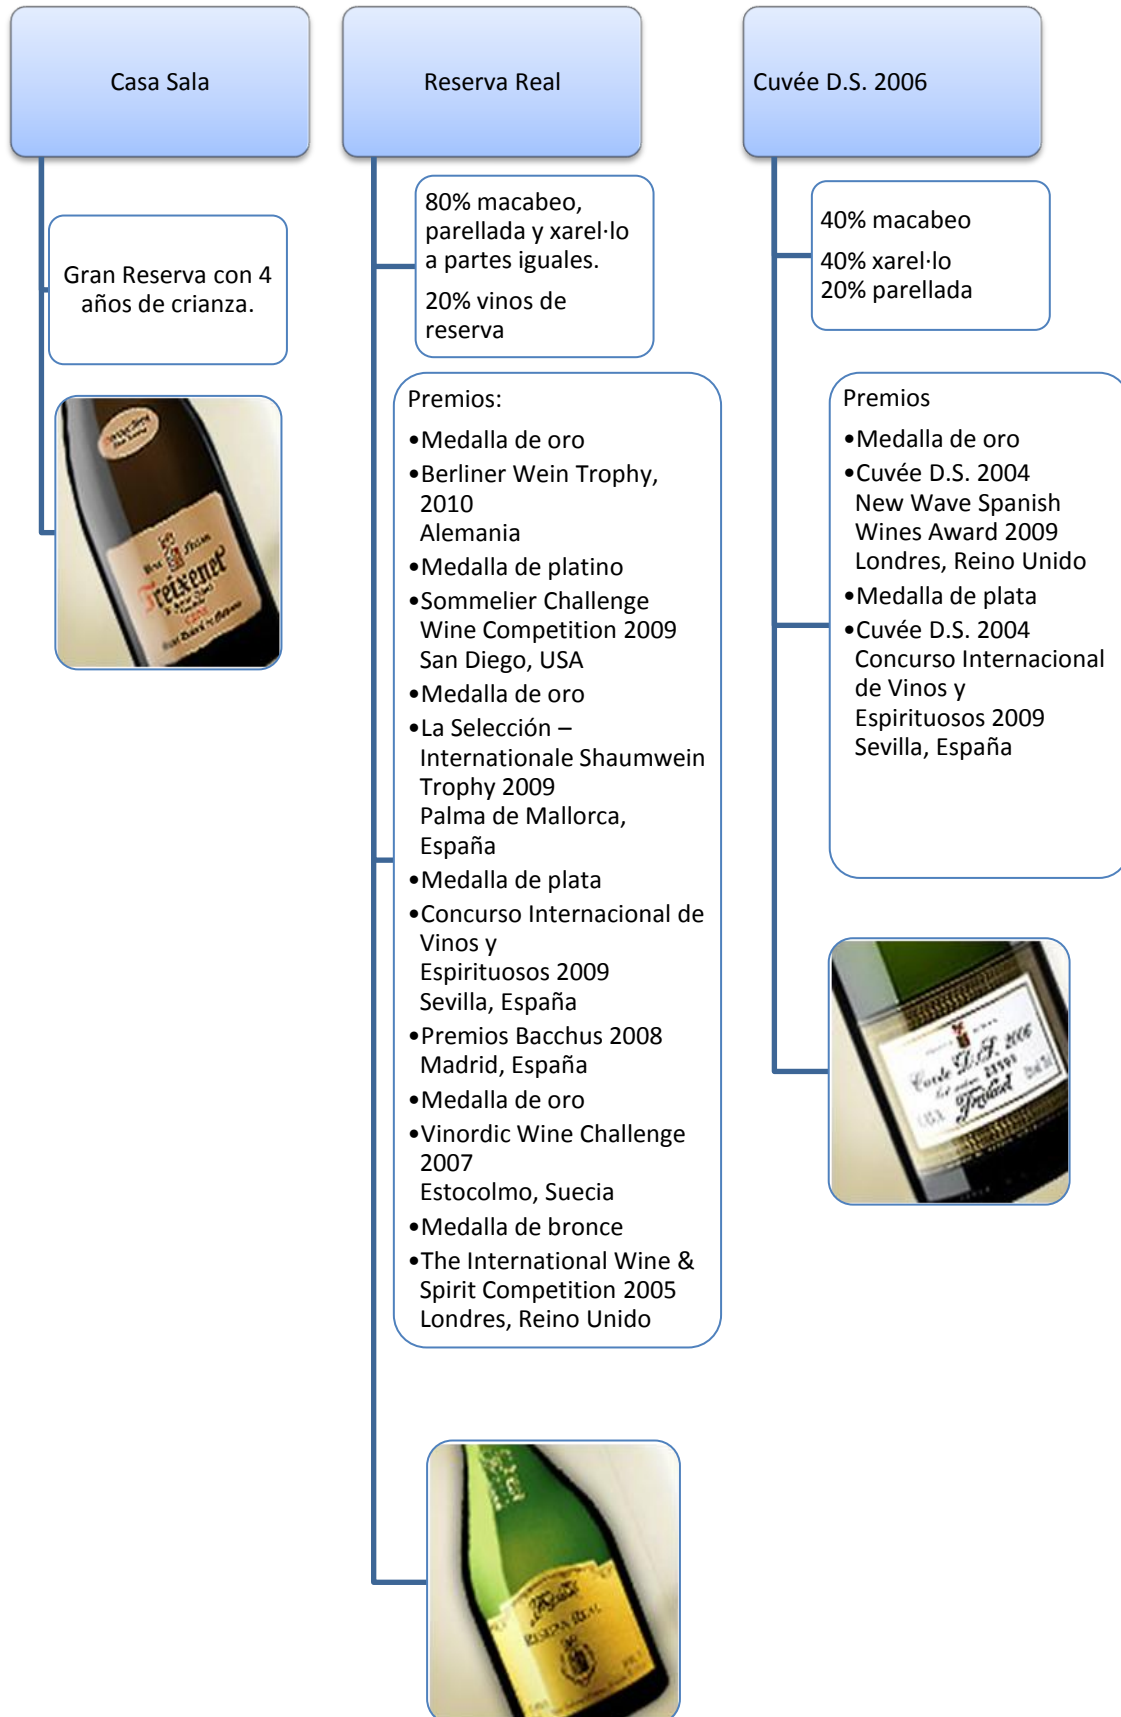 Casa Sala
Gran Reserva con 4
años de crianza.
Freixenet
Reserva Real
80% macabeo,
parellada y xarel·lo
a partes iguales.
20% vinos de
reserva
Premios:
•Medalla de oro
•Berliner Wein Trophy,
2010
Alemania
•Medalla de platino
•Sommelier Challenge
Wine Competition 2009
San Diego, USA
•Medalla de oro
•La Selección –
Internationale Shaumwein
Trophy 2009
Palma de Mallorca,
España
•Medalla de plata
•Concurso Internacional de
Vinos y
Espirituosos 2009
Sevilla, España
•Premios Bacchus 2008
Madrid, España
•Medalla de oro
•Vinordic Wine Challenge
2007
Estocolmo, Suecia
•Medalla de bronce
•The International Wine &
Spirit Competition 2005
Londres, Reino Unido
Freixenet
RESERVA REAL
Cuvée D.S. 2006
40% macabeo
40% xarel·lo
20% parellada
Premios
•Medalla de oro
•Cuvée D.S. 2004
New Wave Spanish
Wines Award 2009
Londres, Reino Unido
•Medalla de plata
•Cuvée D.S. 2004
Concurso Internacional
de Vinos y
Espirituosos 2009
Sevilla, España
Cuvée D.S. 2006
Freixenet